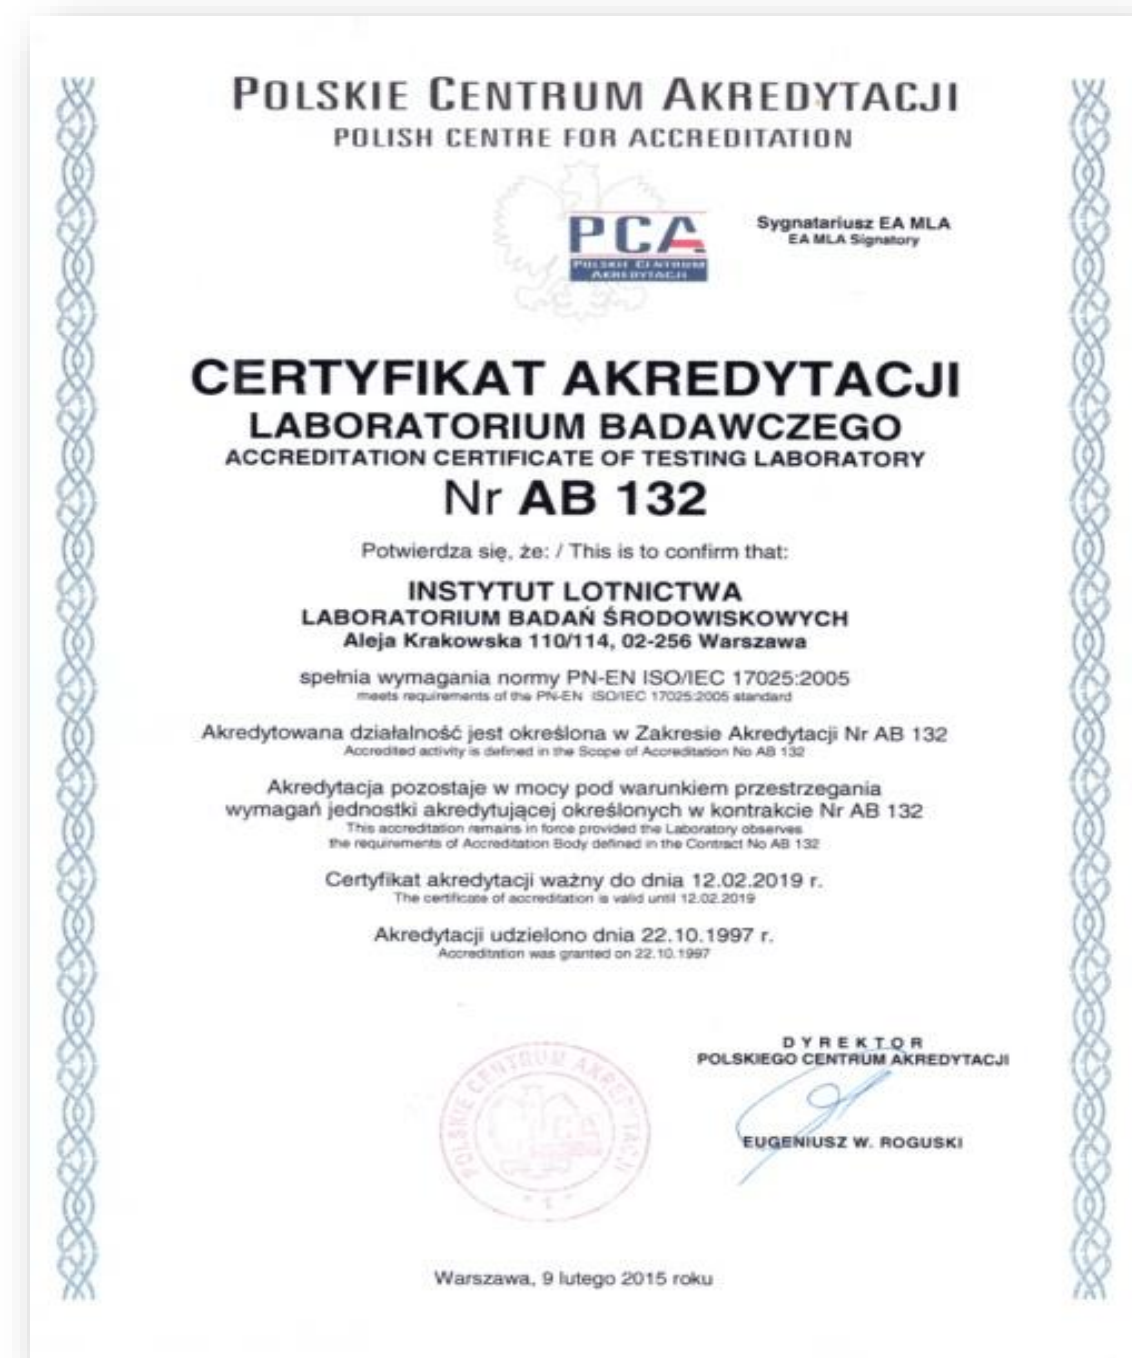 POLSKIE CENTRUM AKREDYTACJI
POLISH CENTRE FOR ACCREDITATION
PCA
POLSKIE CENTRUM
AKREDYTACJI
Sygnatariusz EA MLA
EA MLA Signatory
CERTYFIKAT AKREDYTACJI
LABORATORIUM BADAWCZEGO
ACCREDITATION CERTIFICATE OF TESTING LABORATORY
Nr AB 132
Potwierdza się, że: / This is to confirm that:
INSTYTUT LOTNICTWA
LABORATORIUM BADAŃ ŚRODOWISKOWYCH
Aleja Krakowska 110/114, 02-256 Warszawa
spełnia wymagania normy PN-EN ISO/IEC 17025:2005
meets requirements of the PN-EN ISO/IEC 17025:2005 standard
Akredytowana działalność jest określona w Zakresie Akredytacji Nr AB 132
Accredited activity is defined in the Scope of Accreditation No AB 132
Akredytacja pozostaje w mocy pod warunkiem przestrzegania
wymagań jednostki akredytującej określonych w kontrakcie Nr AB 132
This accreditation remains in force provided the Laboratory observes
the requirements of Accreditation Body defined in the Contract No AB 132
Certyfikat akredytacji ważny do dnia 12.02.2019 r.
The certificate of accreditation is valid until 12.02.2019
Akredytacji udzielono dnia 22.10.1997 r.
Accreditation was granted on 22.10.1997
DYREKTOR
POLSKIEGO CENTRUM AKREDYTACJI
EUGENIUSZ W. ROGUSKI
POLSKIE CENTRUM AKREDYTACJI
- 1 -
Warszawa, 9 lutego 2015 roku